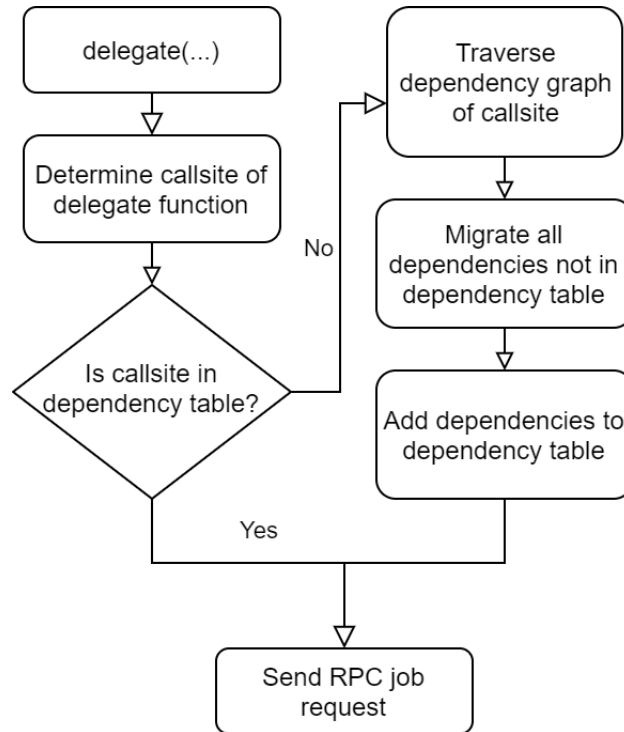 delegate(...)
Determine callsite of
delegate function
Is callsite in
dependency table?
No
Traverse
dependency graph
of callsite
Migrate all
dependencies not in
dependency table
Add dependencies to
dependency table
Yes
Send RPC job
request